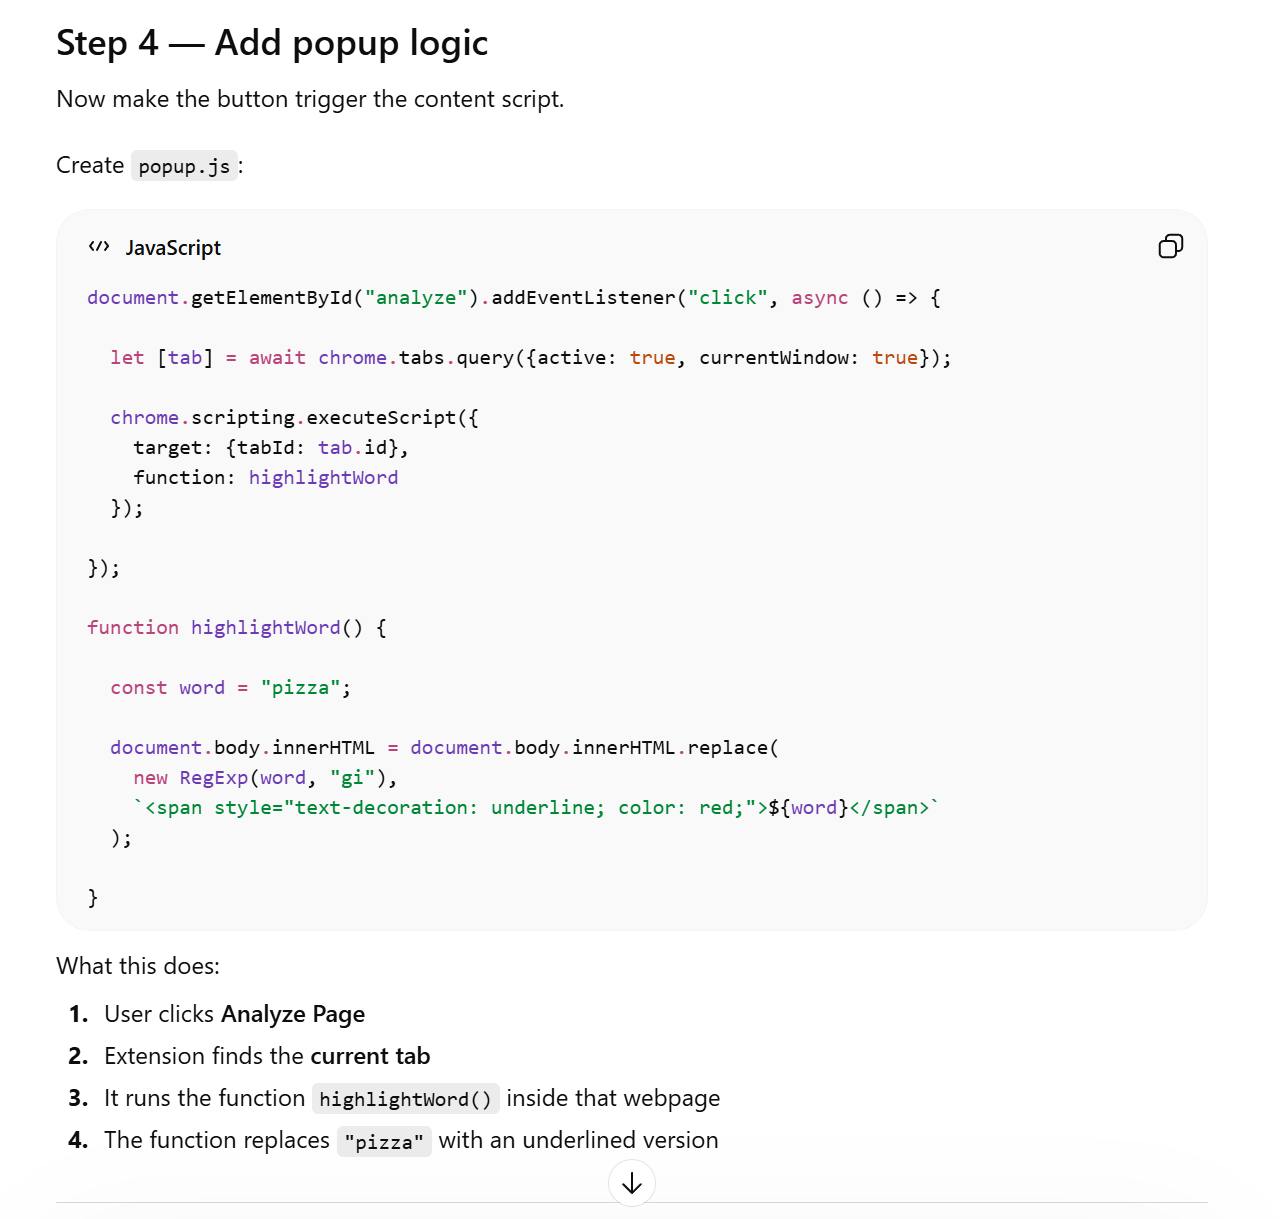 Step 4 — Add popup logic
Now make the button trigger the content script.
Create popup.js:
JavaScript
document.getElementById("analyze").addEventListener("click", async () => {
let [tab] = await chrome.tabs.query({active: true, currentWindow: true});
chrome.scripting.executeScript({
target: {tabId: tab.id},
function: highlightWord
});
});
function highlightWord() {
const word = "pizza";
document.body.innerHTML = document.body.innerHTML.replace(
new RegExp(word, "gi"),
`<span style="text-decoration: underline; color: red;">${word}</span>`
);
}
What this does:
1. User clicks Analyze Page
2. Extension finds the current tab
3. It runs the function highlightWord() inside that webpage
4. The function replaces "pizza" with an underlined version